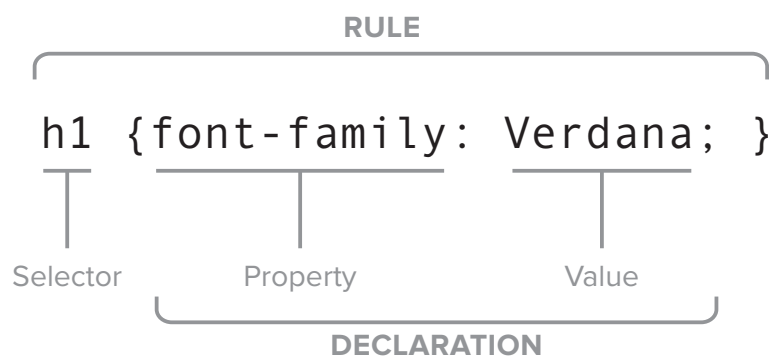 RULE
h1 {font-family: Verdana; }
Selector Property Value
DECLARATION